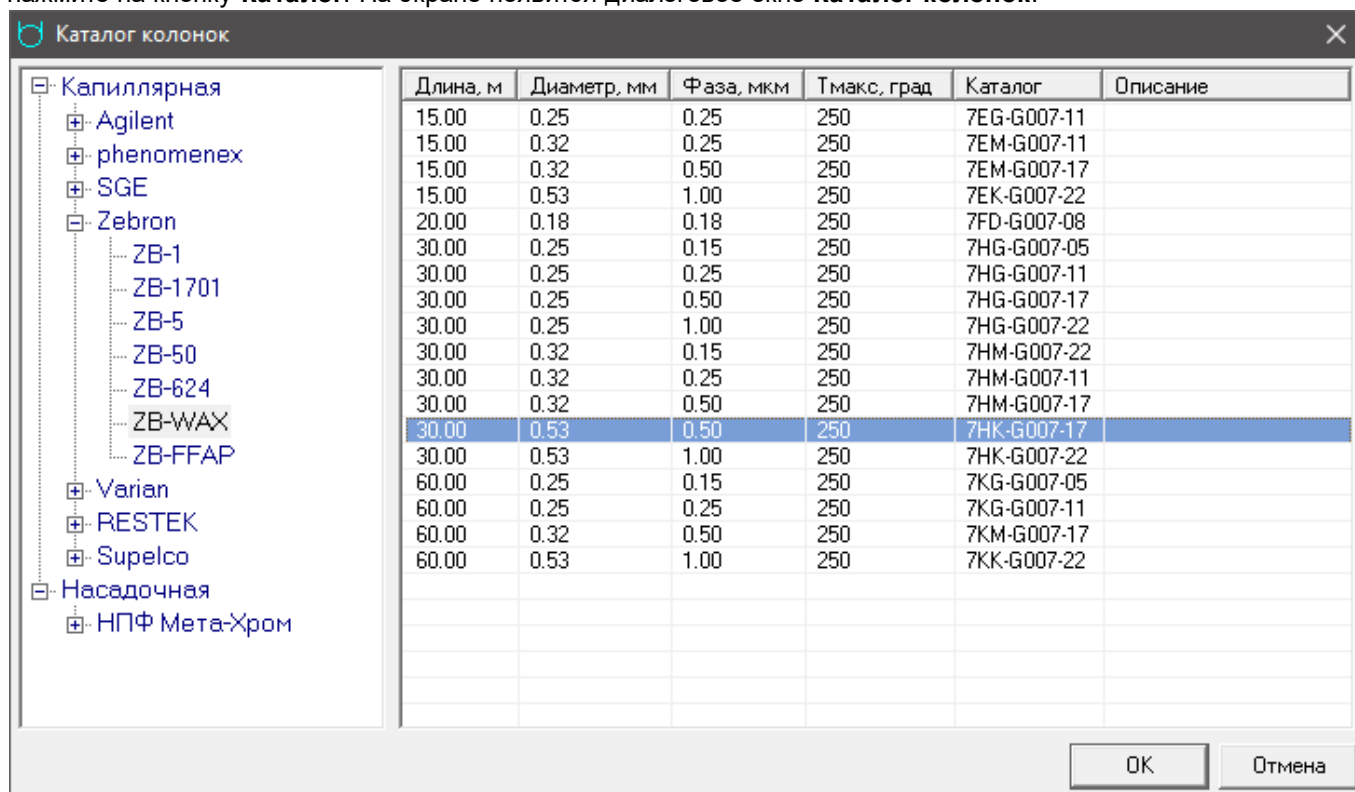 нажмите на кнопку Каталог. На экране появится диалоговое окно Каталог колонок.
Каталог колонок
Капиллярная
Agilent
phenomenex
SGE
Zebron
ZB-1
ZB-1701
ZB-5
ZB-50
ZB-624
ZB-WAX
ZB-FFAP
Varian
RESTEK
Supelco
Насадочная
НПФ Мета-Хром
Длина, м Диаметр, мм Фаза, мкм Тмакс, град Каталог Описание
15.00 0.25 0.25 250 7EG-G007-11
15.00 0.32 0.25 250 7EM-G007-11
15.00 0.32 0.50 250 7EM-G007-17
15.00 0.53 1.00 250 7EK-G007-22
20.00 0.18 0.18 250 7FD-G007-08
30.00 0.25 0.15 250 7HG-G007-05
30.00 0.25 0.25 250 7HG-G007-11
30.00 0.25 0.50 250 7HG-G007-17
30.00 0.25 1.00 250 7HG-G007-22
30.00 0.32 0.15 250 7HM-G007-22
30.00 0.32 0.25 250 7HM-G007-11
30.00 0.32 0.50 250 7HM-G007-17
30.00 0.53 0.50 250 7HK-G007-17
30.00 0.53 1.00 250 7HK-G007-22
60.00 0.25 0.15 250 7KG-G007-05
60.00 0.25 0.25 250 7KG-G007-11
60.00 0.32 0.50 250 7KM-G007-17
60.00 0.53 1.00 250 7KK-G007-22
OK Отмена